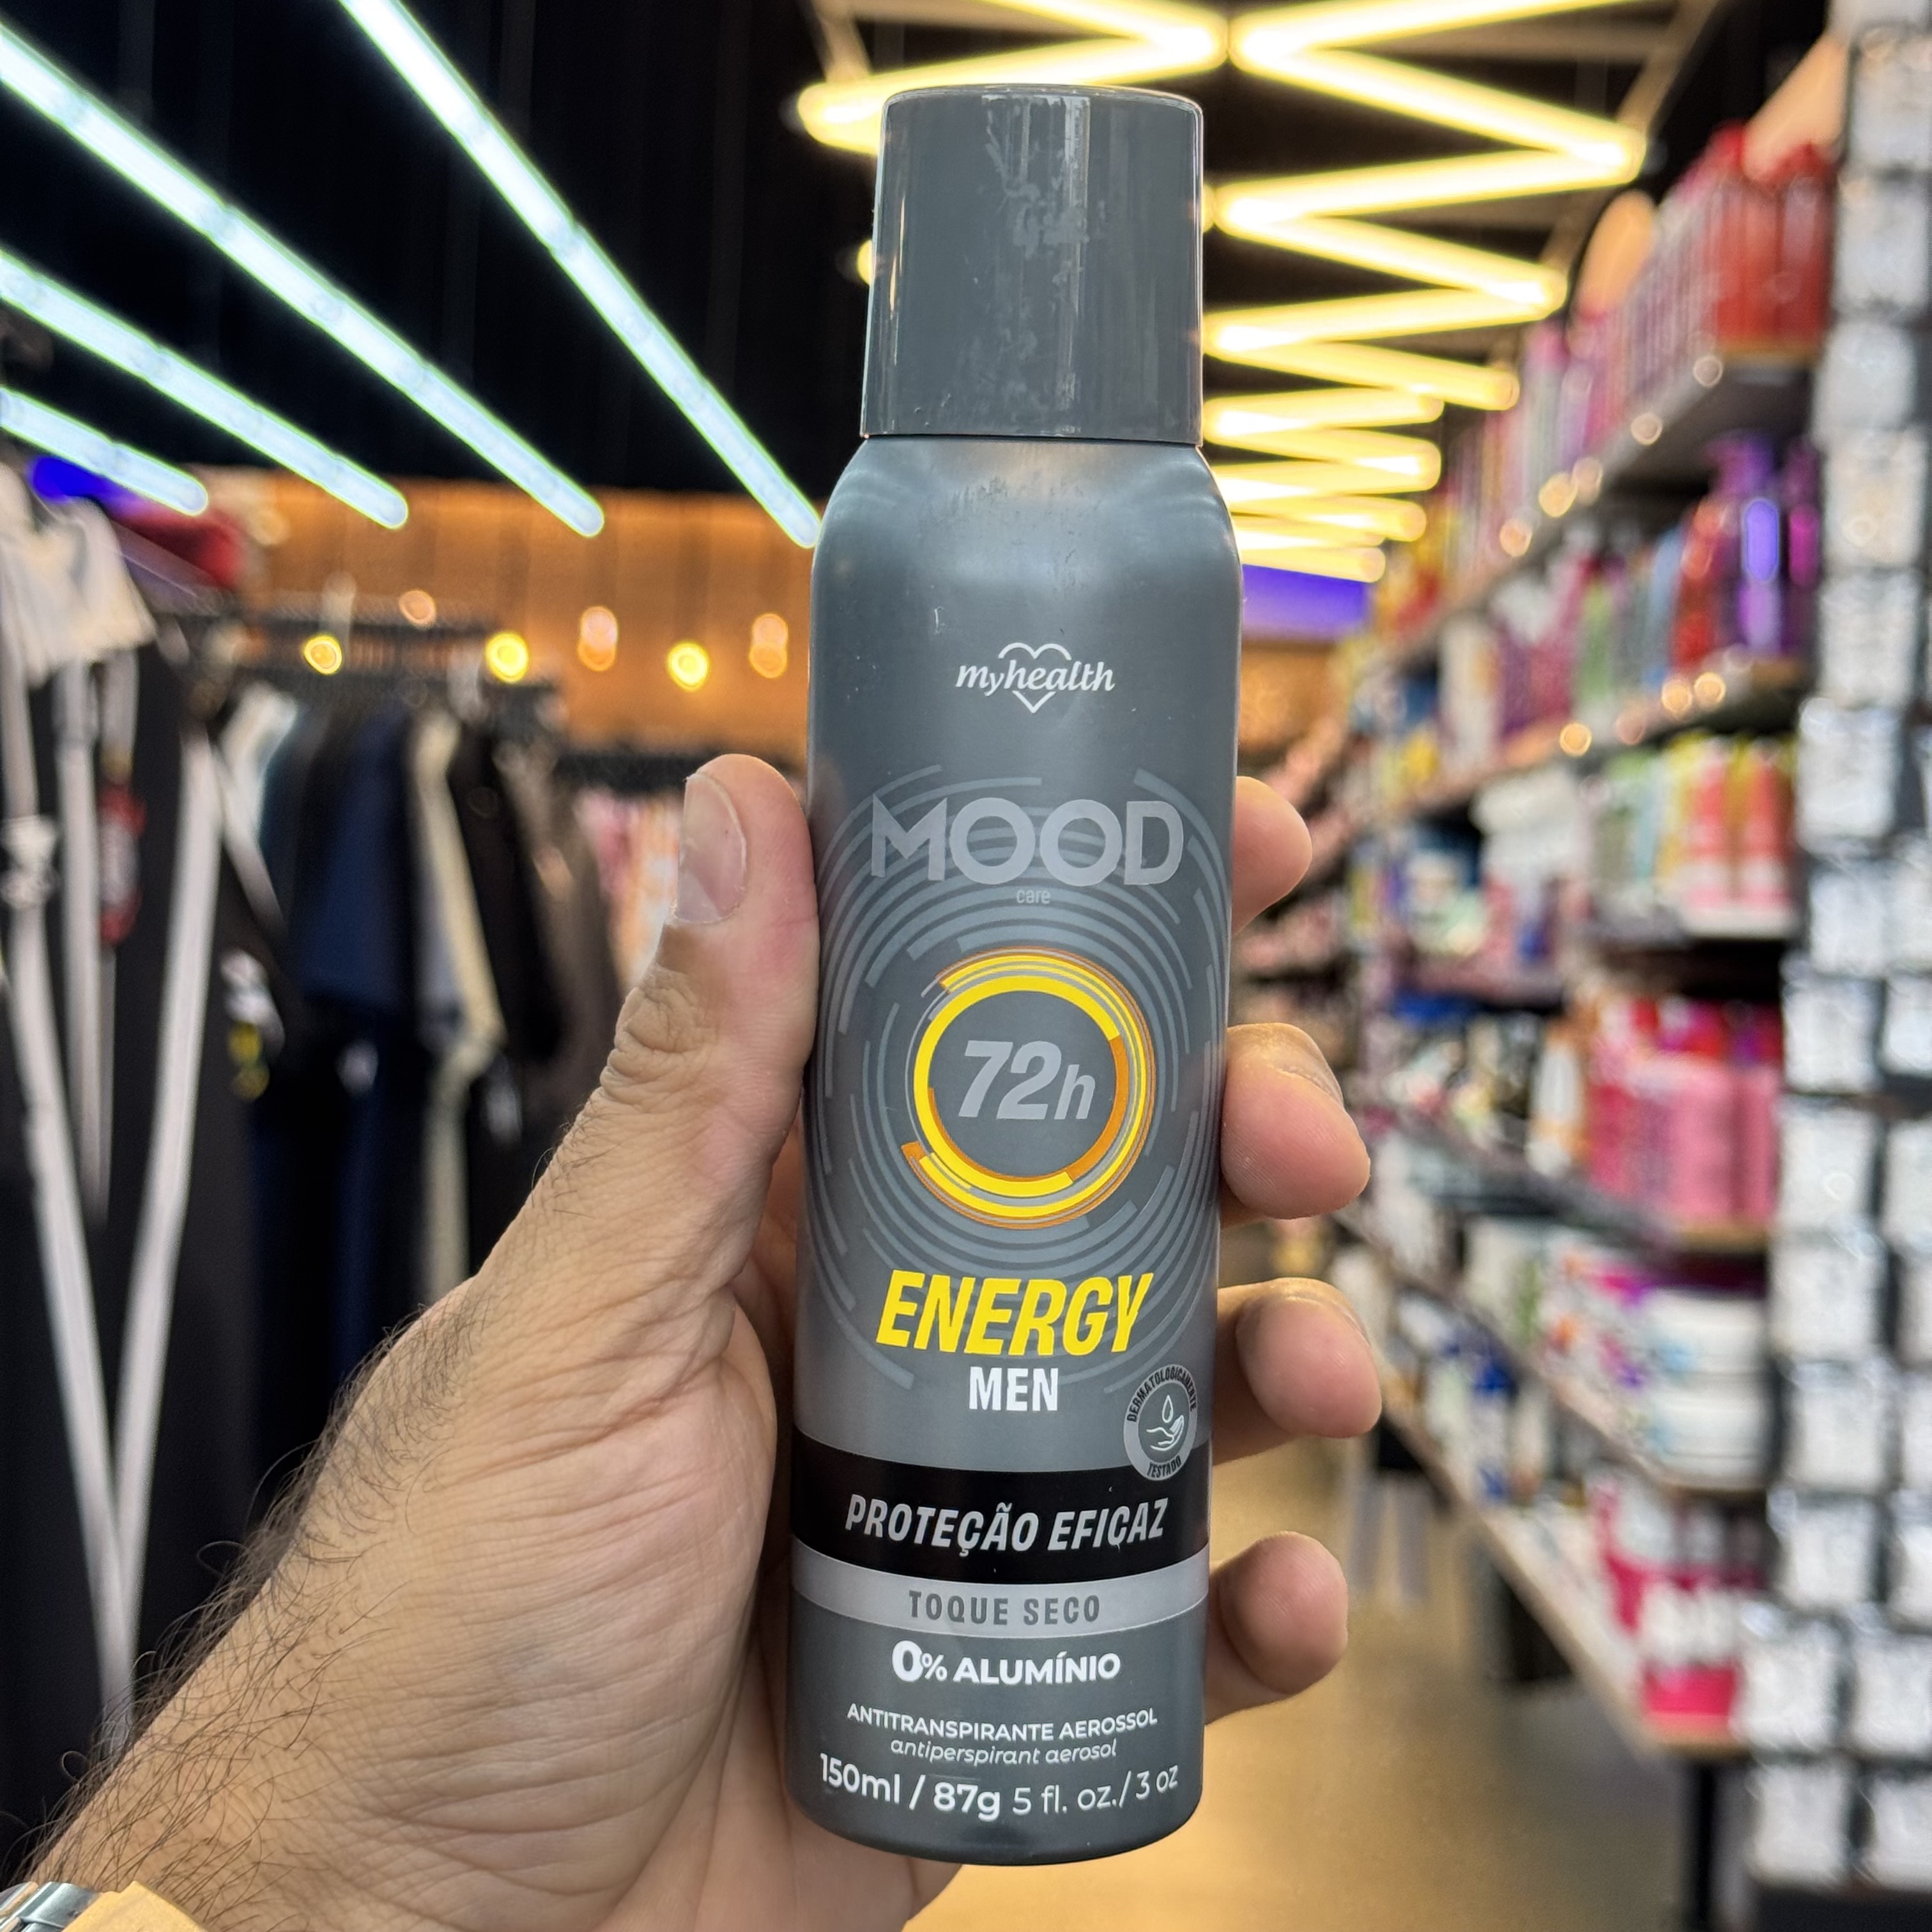 myhealth
MOOD
care
72h
ENERGY
MEN
DERMATOLOGICAMENTE
TESTADO
PROTEÇÃO EFICAZ
TOQUE SECO
0% ALUMÍNIO
ANTITRANSPIRANTE AEROSSOL
antiperspirant aerosol
150ml / 87g 5 fl. oz./ 3 oz